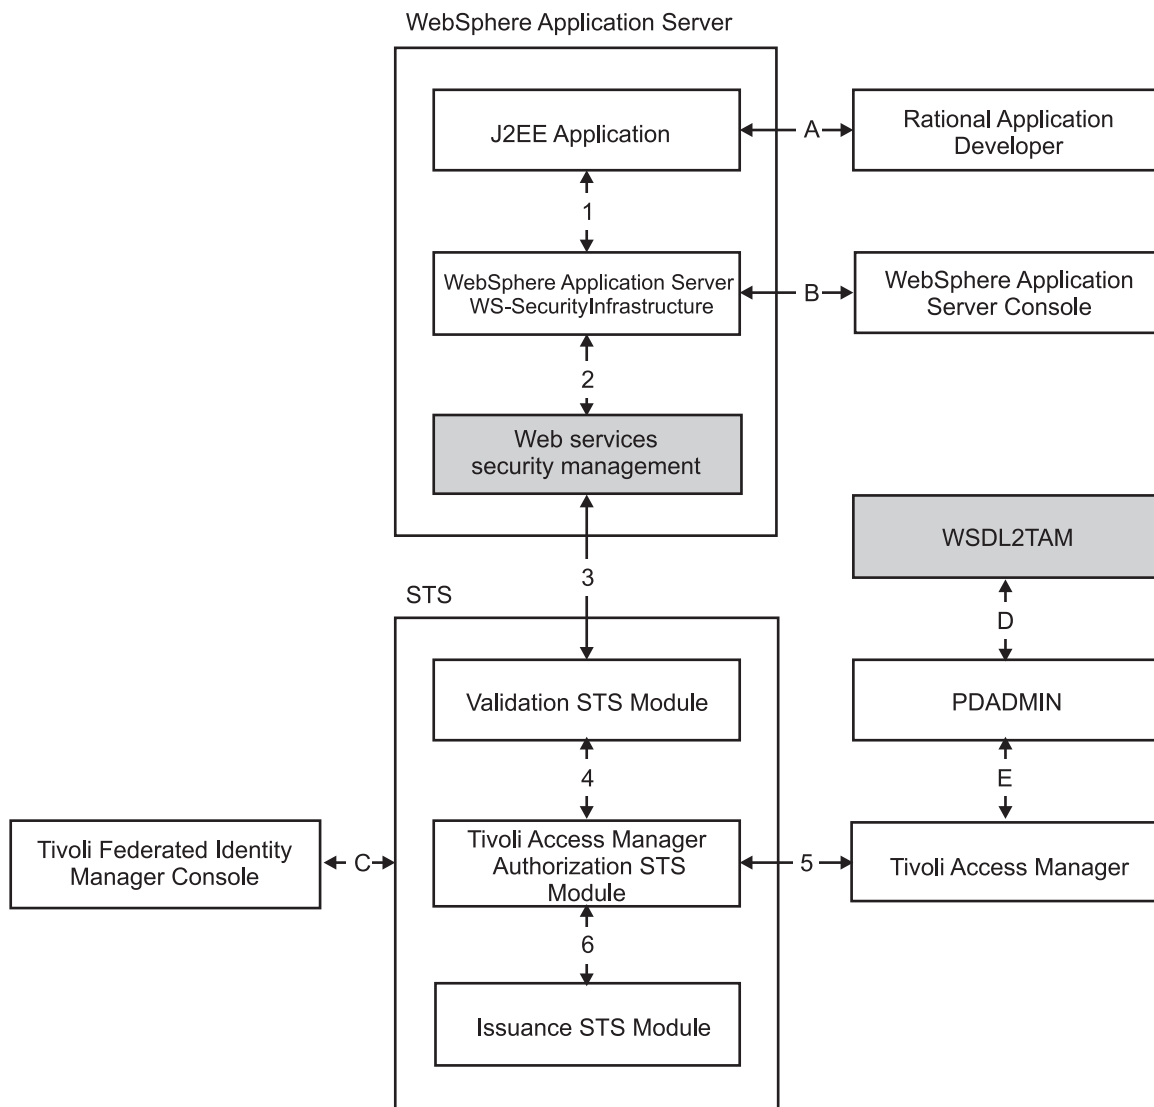 WebSphere Application Server
J2EE Application
A
Rational Application
Developer
1
WebSphere Application Server
WS-SecurityInfrastructure
B
WebSphere Application
Server Console
2
Web services
security management
WSDL2TAM
3
STS
D
Validation STS Module
PDADMIN
4
E
Tivoli Federated Identity
Manager Console
C
Tivoli Access Manager
Authorization STS
Module
5
Tivoli Access Manager
6
Issuance STS Module